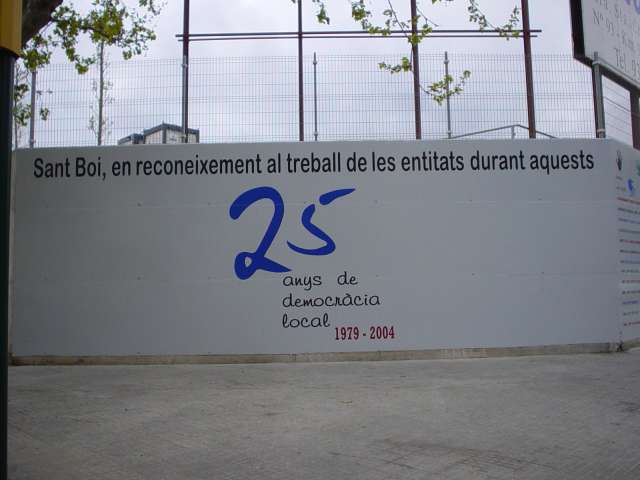 Sant Boi, en reconeixement al treball de les entitats durant aquests
25
anys de
democràcia
local
1979 - 2004